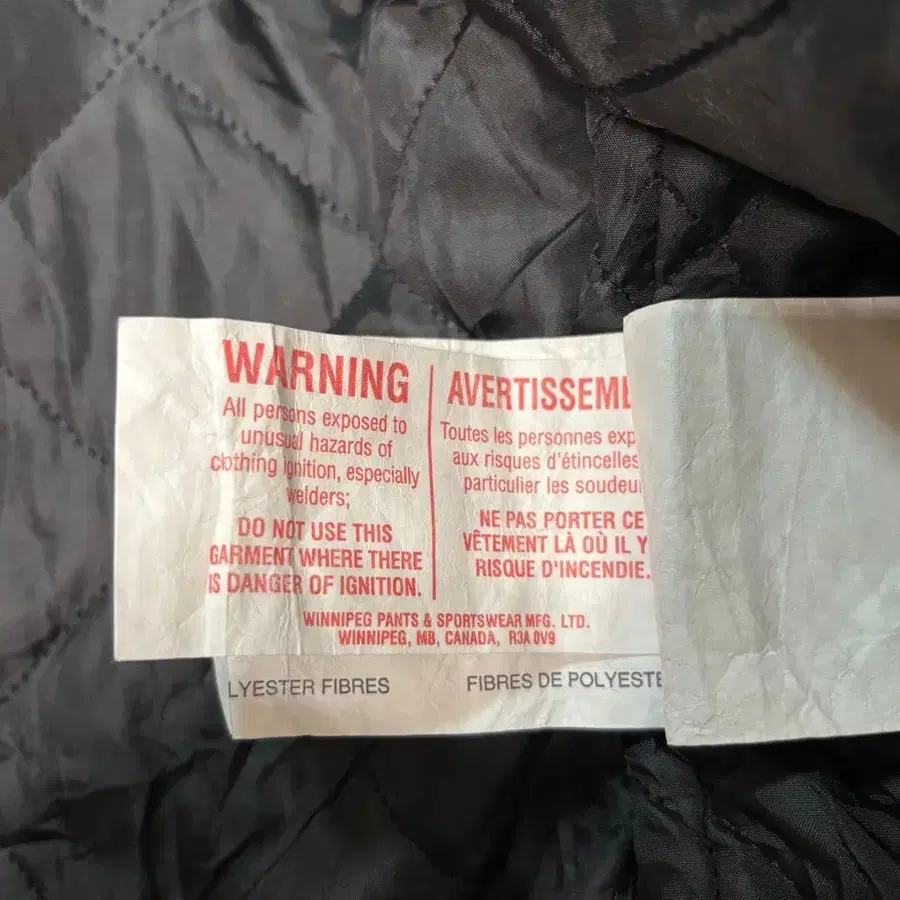 WARNING
All persons exposed to
unusual hazards of
clothing ignition, especially
welders;
DO NOT USE THIS
GARMENT WHERE THERE
IS DANGER OF IGNITION.
AVERTISSEME
Toutes les personnes exp
aux risques d'étincelles
particulier les soudeu
NE PAS PORTER CE
VÊTEMENT LÀ OÙ IL Y
RISQUE D'INCENDIE.
WINNIPEG PANTS & SPORTSWEAR MFG. LTD.
WINNIPEG, MB, CANADA, R3A 0V9
LYESTER FIBRES
FIBRES DE POLYESTE